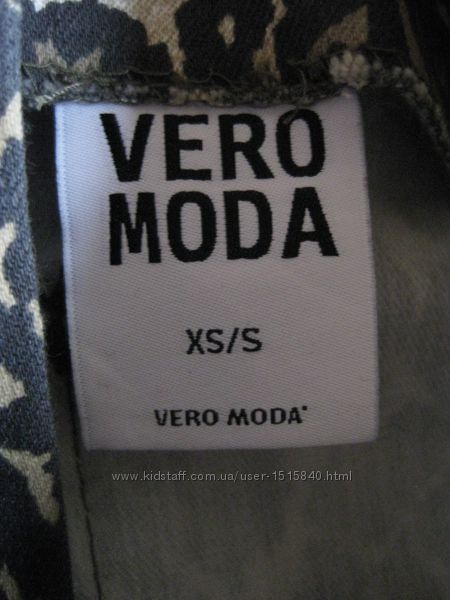 VERO
MODA
XS/S
VERO MODA
www.kidstaff.com.ua/user-1515840.html